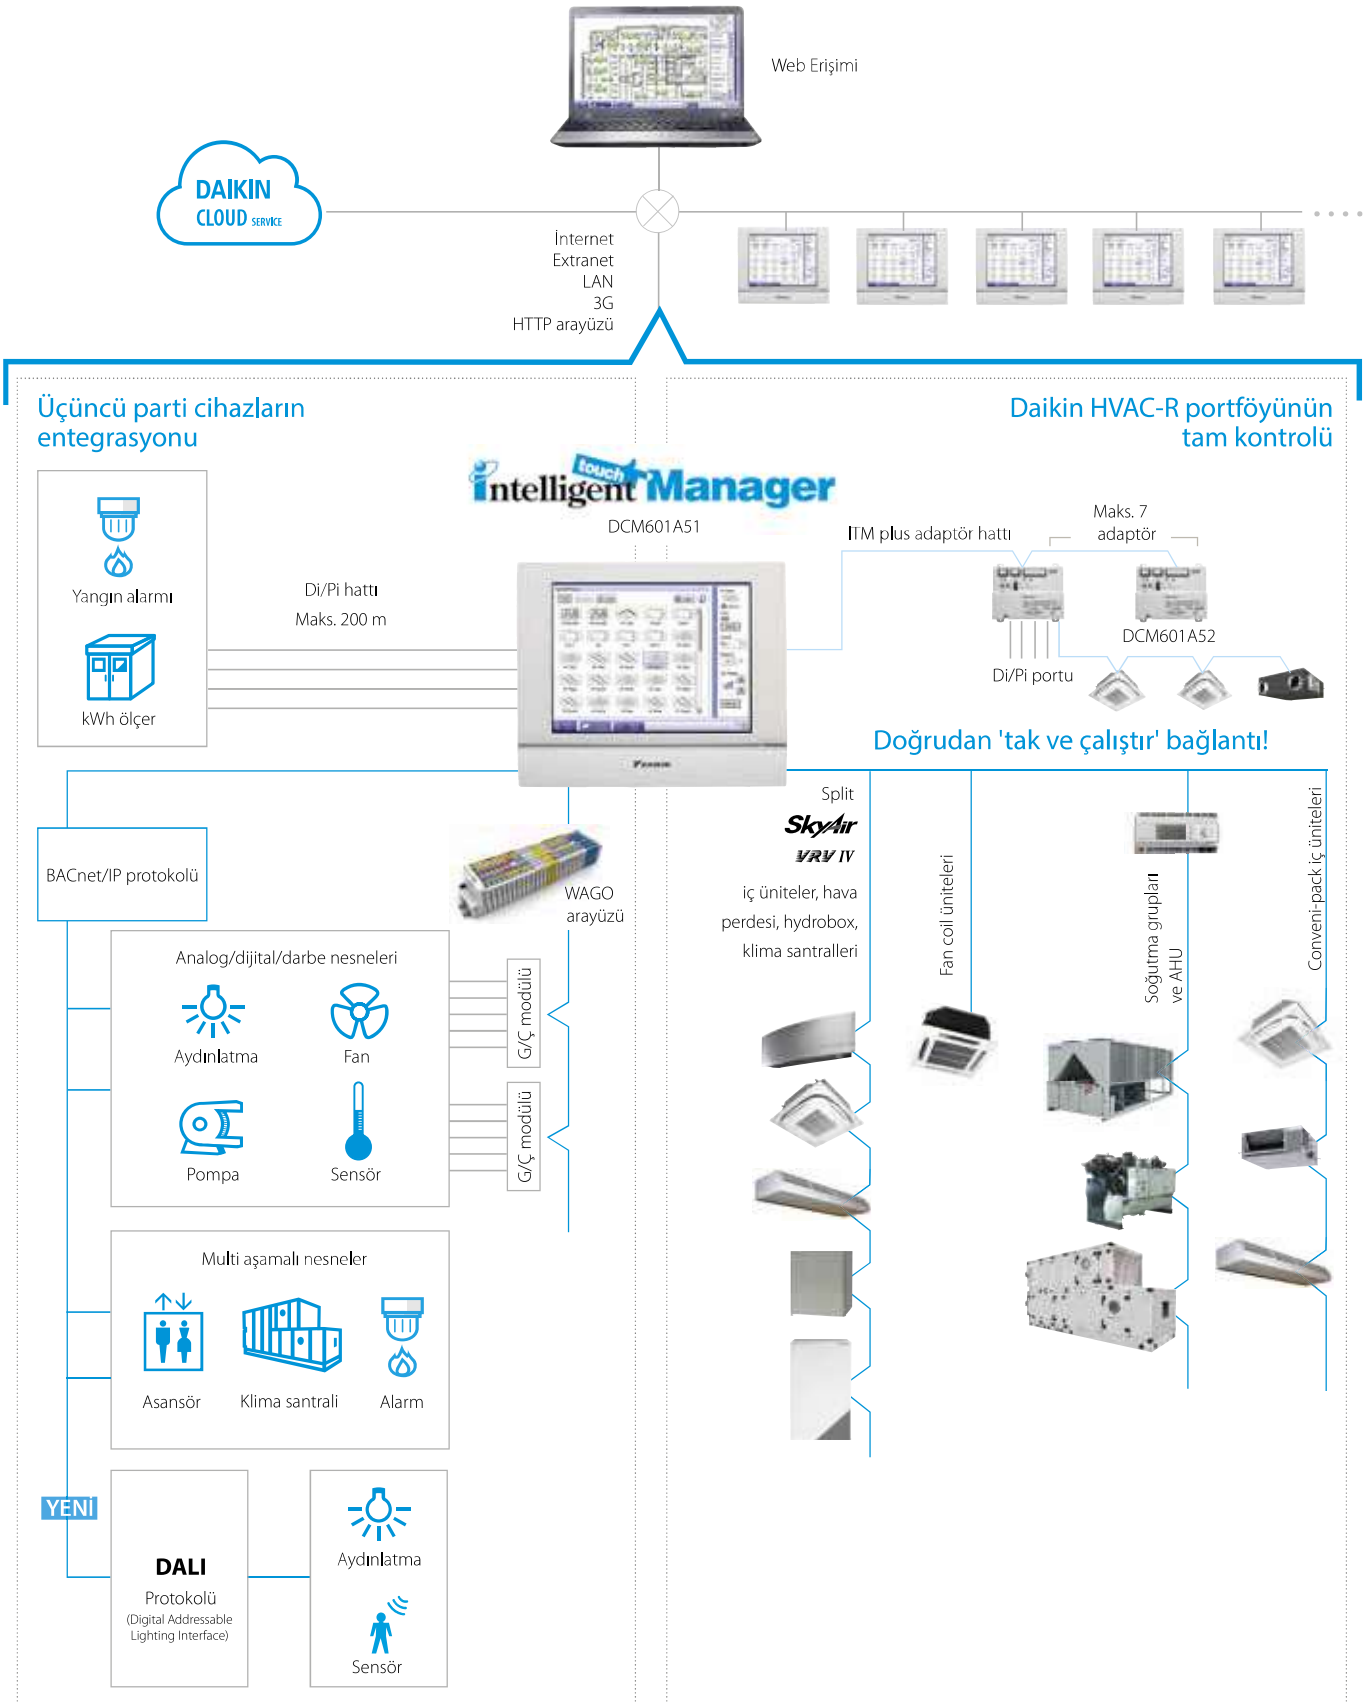 Web Erişimi
DAIKIN
CLOUD SERVICE
İnternet
Extranet
LAN
3G
HTTP arayüzü
Üçüncü parti cihazların
entegrasyonu
Daikin HVAC-R portföyünün
tam kontrolü
touch
intelligent Manager
DCM601A51
Yangın alarmı
kWh ölçer
Di/Pi hattı
Maks. 200 m
ITM plus adaptör hattı
Maks. 7
adaptör
DCM601A52
Di/Pi portu
DAIKIN
Doğrudan 'tak ve çalıştır' bağlantı!
BACnet/IP protokolü
WAGO
arayüzü
Analog/dijital/darbe nesneleri
Aydınlatma
Fan
Pompa
Sensör
G/Ç modülü
G/Ç modülü
Multi aşamalı nesneler
Asansör
Klima santrali
Alarm
YENİ
DALI
Protokolü
(Digital Addressable
Lighting Interface)
Aydınlatma
Sensör
Split
SkyAir
VRV IV
iç üniteler, hava
perdesi, hydrobox,
klima santralleri
Fan coil üniteleri
Soğutma grupları
ve AHU
Conveni-pack iç üniteleri